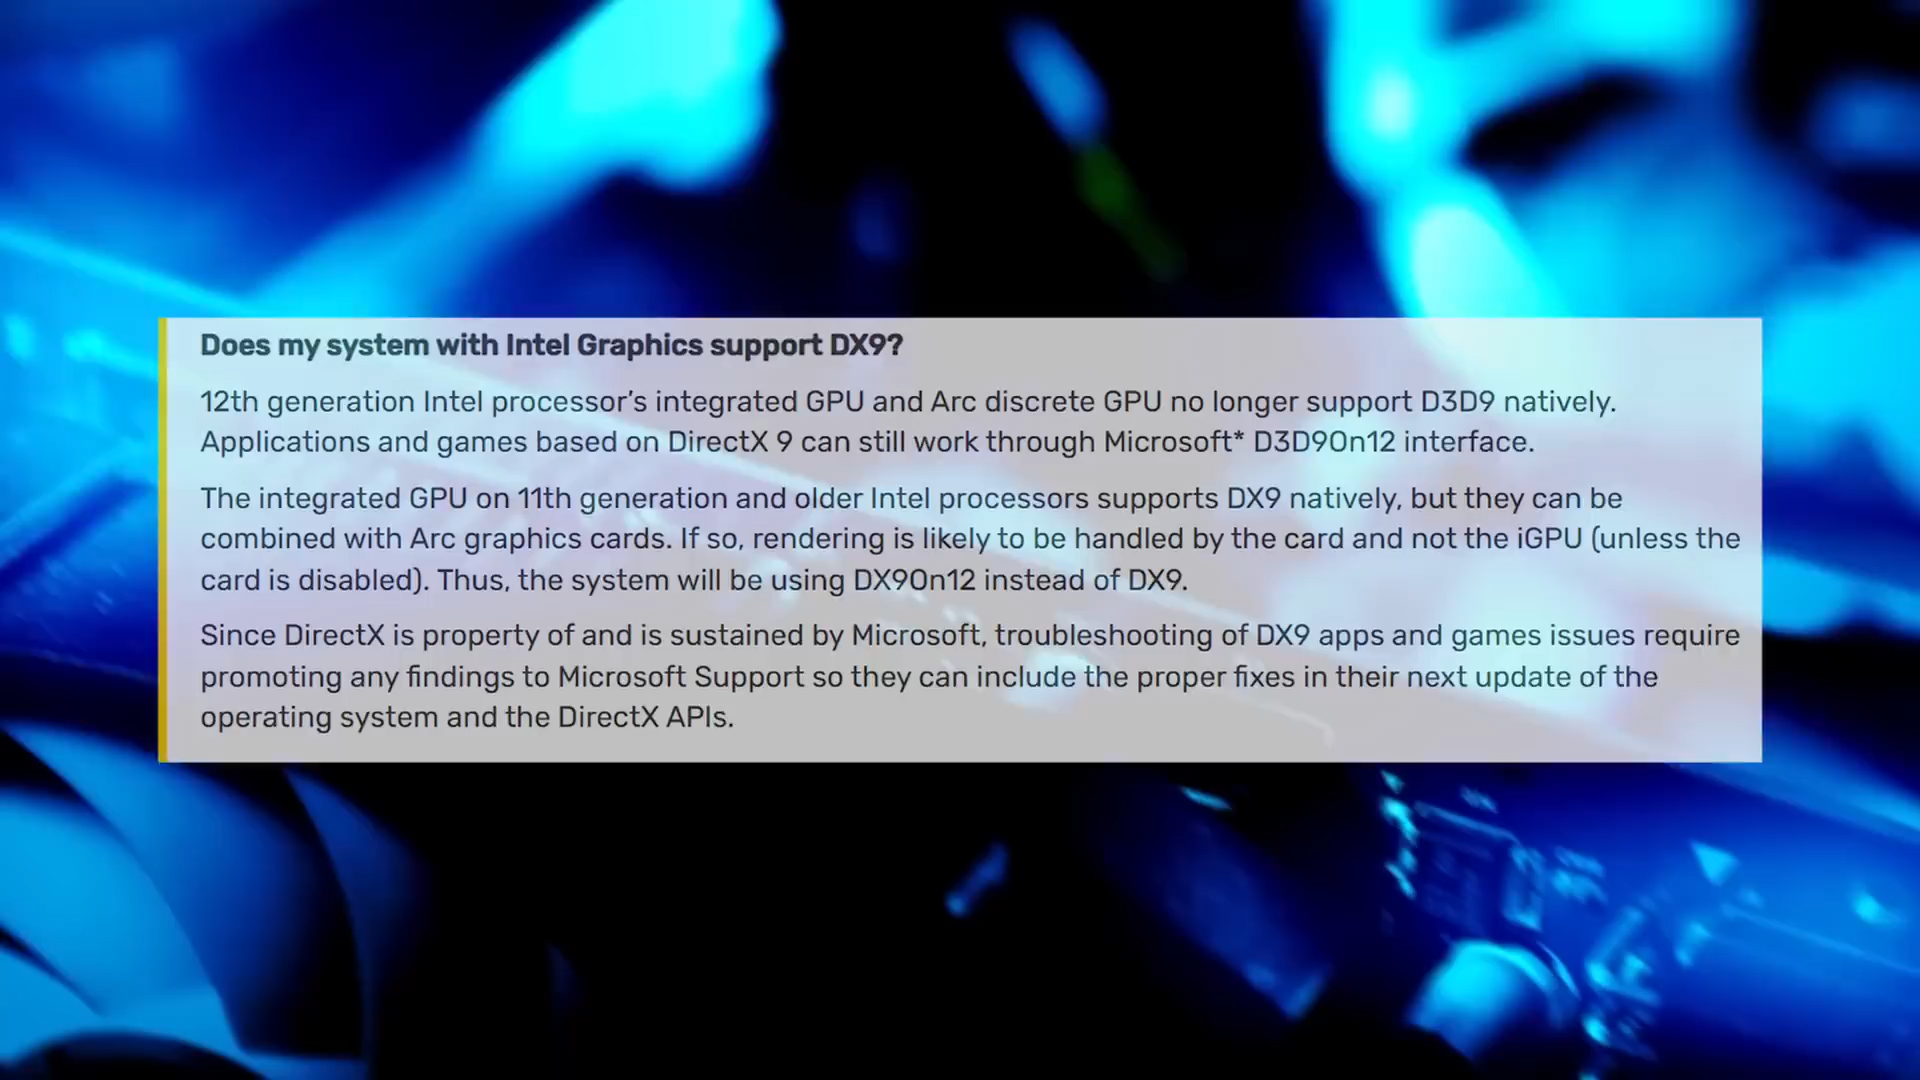 Does my system with Intel Graphics support DX9?
12th generation Intel processor’s integrated GPU and Arc discrete GPU no longer support D3D9 natively.
Applications and games based on DirectX 9 can still work through Microsoft* D3D9On12 interface.
The integrated GPU on 11th generation and older Intel processors supports DX9 natively, but they can be
combined with Arc graphics cards. If so, rendering is likely to be handled by the card and not the iGPU (unless the
card is disabled). Thus, the system will be using DX9On12 instead of DX9.
Since DirectX is property of and is sustained by Microsoft, troubleshooting of DX9 apps and games issues require
promoting any findings to Microsoft Support so they can include the proper fixes in their next update of the
operating system and the DirectX APIs.